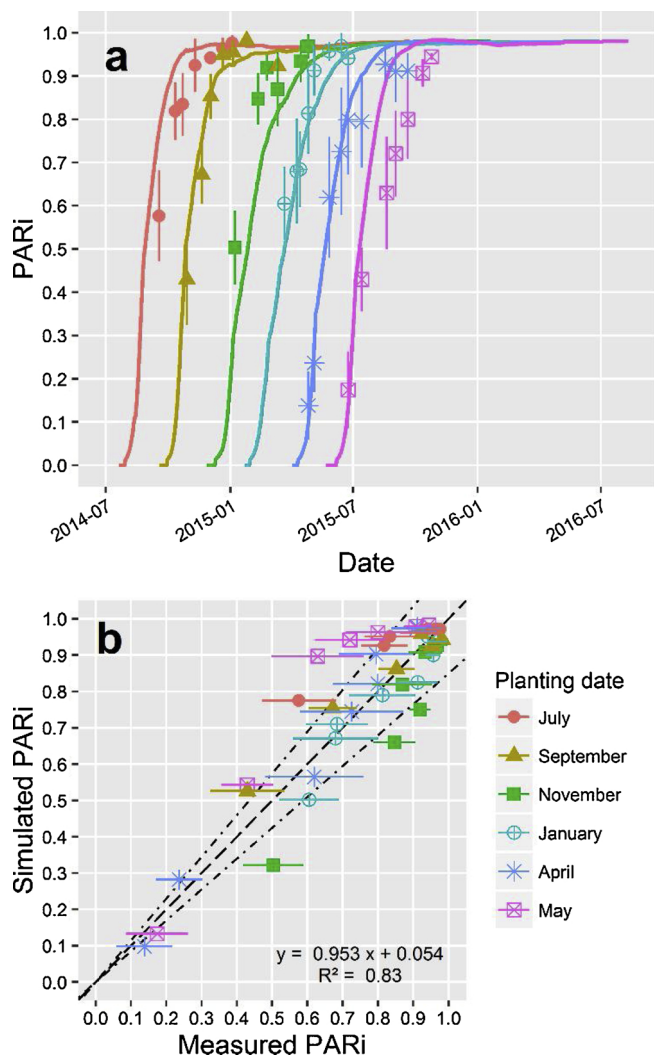 a
1.0
0.9
0.8
0.7
0.6
0.5
0.4
0.3
0.2
0.1
0.0
PARi
2014-07
2015-01
2015-07
2016-01
2016-07
Date
b
1.0
0.9
0.8
0.7
0.6
0.5
0.4
0.3
0.2
0.1
0.0
Simulated PARi
y = 0.953 x + 0.054
R² = 0.83
0.0 0.1 0.2 0.3 0.4 0.5 0.6 0.7 0.8 0.9 1.0
Measured PARi
Planting date
July
September
November
January
April
May